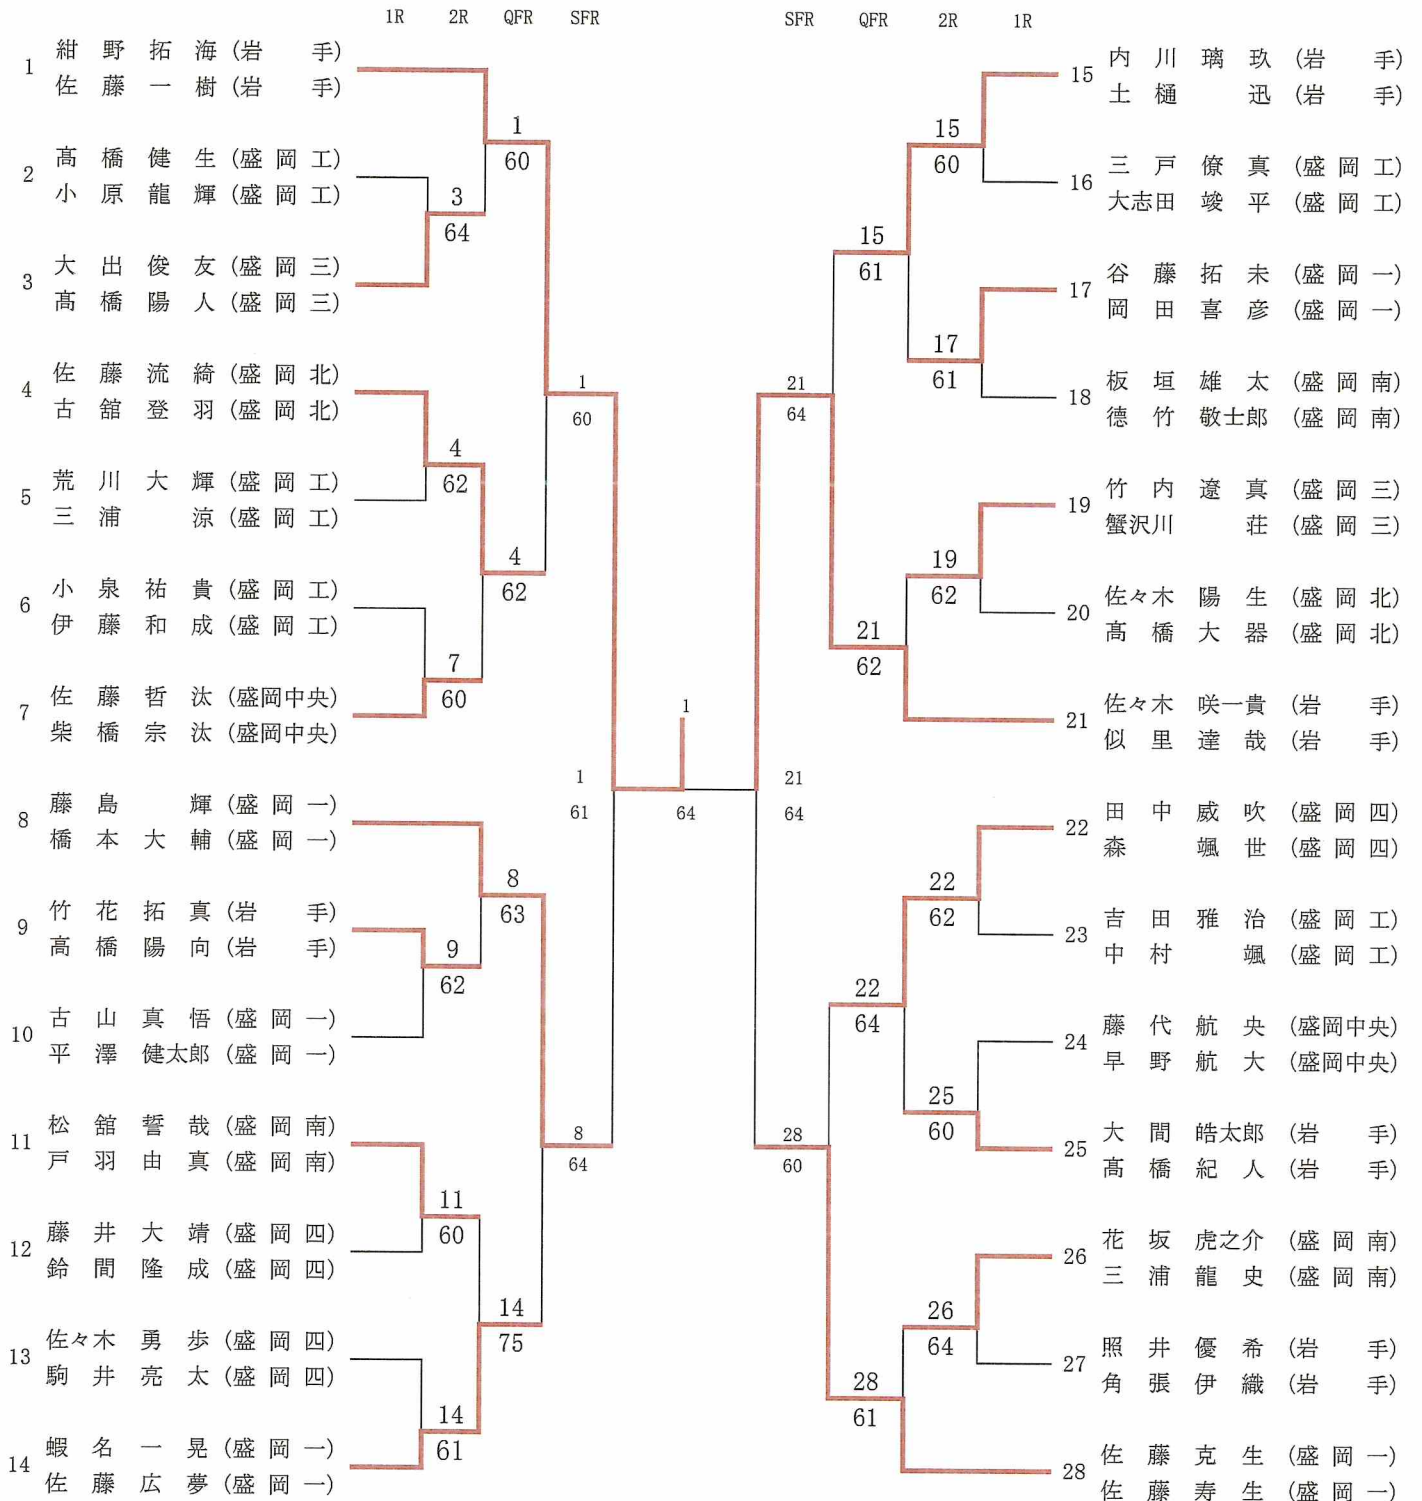 1R 2R QFR SFR
SFR QFR 2R 1R
1
紺野拓海(岩手)
佐藤一樹(岩手)
2
髙橋健生(盛岡工)
小原龍輝(盛岡工)
3
大出俊友(盛岡三)
髙橋陽人(盛岡三)
4
佐藤流綺(盛岡北)
古舘登羽(盛岡北)
5
荒川大輝(盛岡工)
三浦涼(盛岡工)
6
小泉祐貴(盛岡工)
伊藤和成(盛岡工)
7
佐藤哲汰(盛岡中央)
柴橋宗汰(盛岡中央)
8
藤島輝(盛岡一)
橋本大輔(盛岡一)
9
竹花拓真(岩手)
高橋陽向(岩手)
10
古山真悟(盛岡一)
平澤健太郎(盛岡一)
11
松舘誓哉(盛岡南)
戸羽由真(盛岡南)
12
藤井大靖(盛岡四)
鈴間隆成(盛岡四)
13
佐々木勇歩(盛岡四)
駒井亮太(盛岡四)
14
蝦名一晃(盛岡一)
佐藤広夢(盛岡一)
3
64
4
62
7
60
9
62
11
60
14
61
1
60
4
62
8
63
14
75
1
60
8
64
1
61
1
64
21
64
21
64
28
60
15
61
21
62
22
64
28
61
15
60
17
61
19
62
22
62
25
60
26
64
15
内川璃玖(岩手)
土樋迅(岩手)
16
三戸僚真(盛岡工)
大志田竣平(盛岡工)
17
谷藤拓未(盛岡一)
岡田喜彦(盛岡一)
18
板垣雄太(盛岡南)
德竹敬士郎(盛岡南)
19
竹内遼真(盛岡三)
蟹沢川荘(盛岡三)
20
佐々木陽生(盛岡北)
髙橋大器(盛岡北)
21
佐々木咲一貴(岩手)
似里達哉(岩手)
22
田中威吹(盛岡四)
森颯世(盛岡四)
23
吉田雅治(盛岡工)
中村颯(盛岡工)
24
藤代航央(盛岡中央)
早野航大(盛岡中央)
25
大間皓太郎(岩手)
髙橋紀人(岩手)
26
花坂虎之介(盛岡南)
三浦龍史(盛岡南)
27
照井優希(岩手)
角張伊織(岩手)
28
佐藤克生(盛岡一)
佐藤寿生(盛岡一)